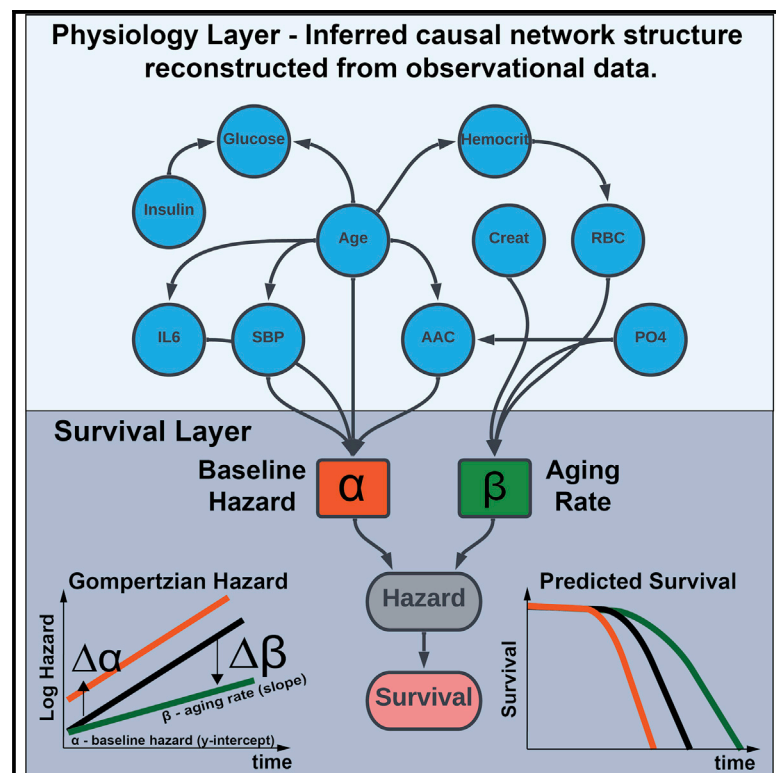 Physiology Layer - Inferred causal network structure
reconstructed from observational data.
Glucose
Hemocrit
Insulin
Age
Creat
RBC
IL6
SBP
AAC
PO4
Survival Layer
Baseline
Hazard
α
β
Aging
Rate
Gompertzian Hazard
Log Hazard
Δα
Δβ
β - aging rate (slope)
α - baseline hazard (y-intercept)
time
Hazard
Survival
Predicted Survival
Survival
time